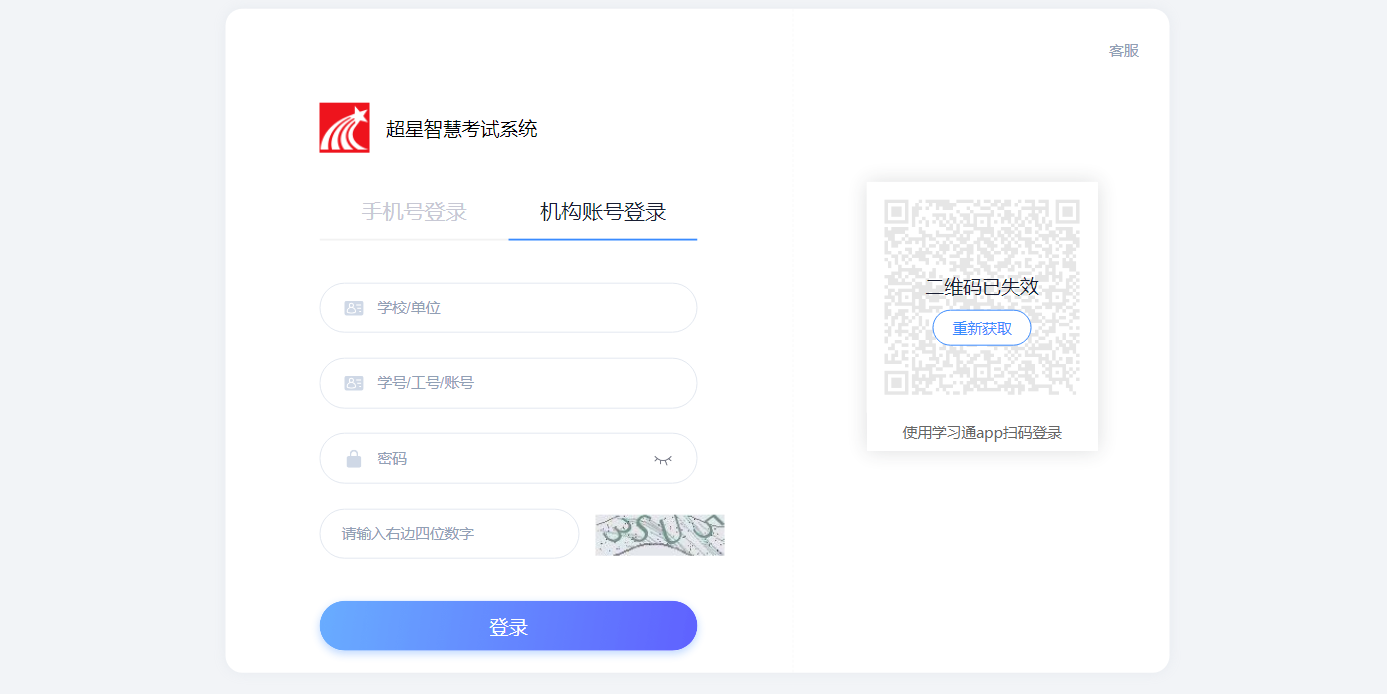 客服
超星智慧考试系统
手机号登录
机构账号登录
学校/单位
学号/工号/账号
密码
请输入右边四位数字
登录
二维码已失效
重新获取
使用学习通app扫码登录